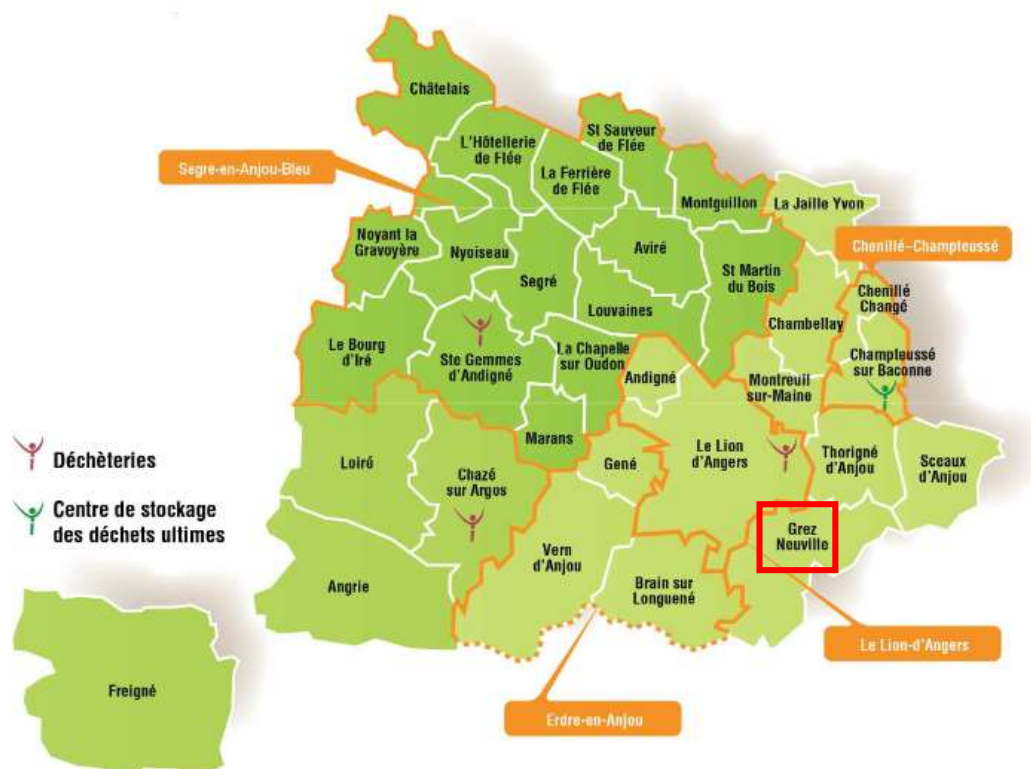 Châtelais
L'Hôtellerie
de Flée
St Sauveur
de Flée
La Ferrière
de Flée
Segre-en-Anjou-Bleu
Montguillon
La Jaille Yvon
Noyant la
Gravoyère
Nyoiseau
Aviré
Chenillé-Champteussé
Segré
St Martin
du Bois
Chenillé
Changé
Louvaines
Chambellay
Le Bourg
d'Iré
Ste Gemmes
d'Andigné
La Chapelle
sur Oudon
Andigné
Montreuil
sur-Maine
Champteussé
sur Baconne
Marans
Déchèteries
Loiré
Chazé
sur Argos
Gené
Le Lion
d'Angers
Thorigné
d'Anjou
Sceaux
d'Anjou
Centre de stockage
des déchets ultimes
Grez
Neuville
Vern
d'Anjou
Angrie
Brain sur
Longuené
Le Lion-d'Angers
Freigné
Erdre-en-Anjou